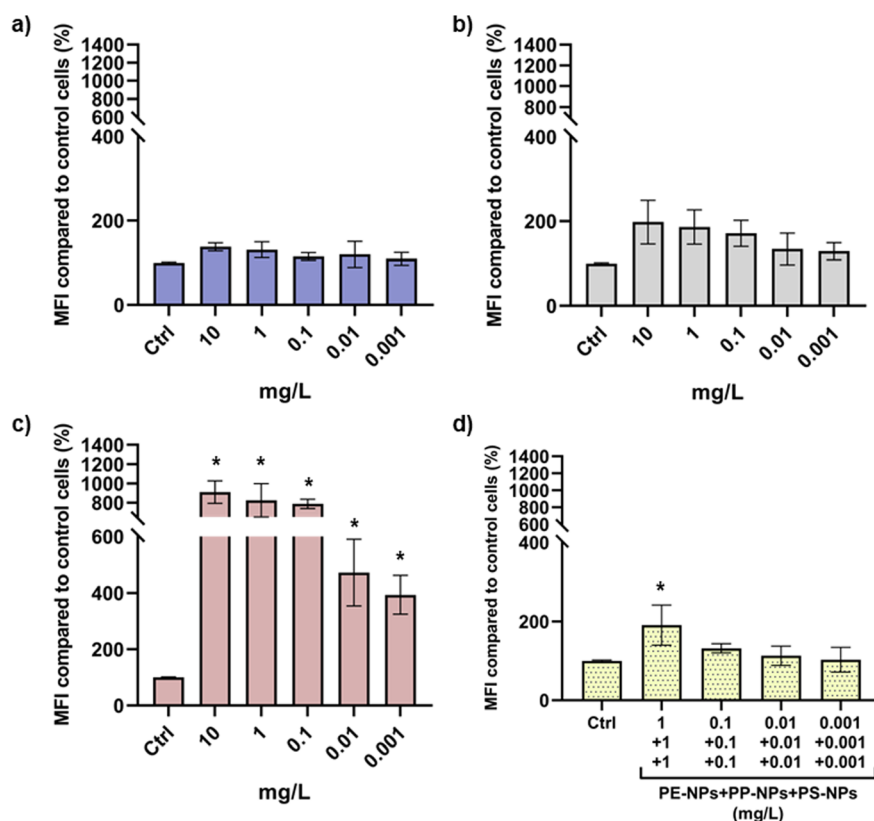 a)
MFI compared to control cells (%)
1400
1200
1000
800
600
400
200
0
Ctrl
10
1
0.1
0.01
0.001
mg/L
b)
MFI compared to control cells (%)
1400
1200
1000
800
400
200
0
Ctrl
10
1
0.1
0.01
0.001
mg/L
c)
MFI compared to control cells (%)
1400
1200
1000
800
600
400
200
0
* * * * *
Ctrl
10
1
0.1
0.01
0.001
mg/L
d)
MFI compared to control cells (%)
1400
1200
1000
800
600
400
200
0
*
Ctrl 1 0.1 0.01 0.001
+1 +0.1 +0.01 +0.001
+1 +0.1 +0.01 +0.001
PE-NPs+PP-NPs+PS-NPs
(mg/L)